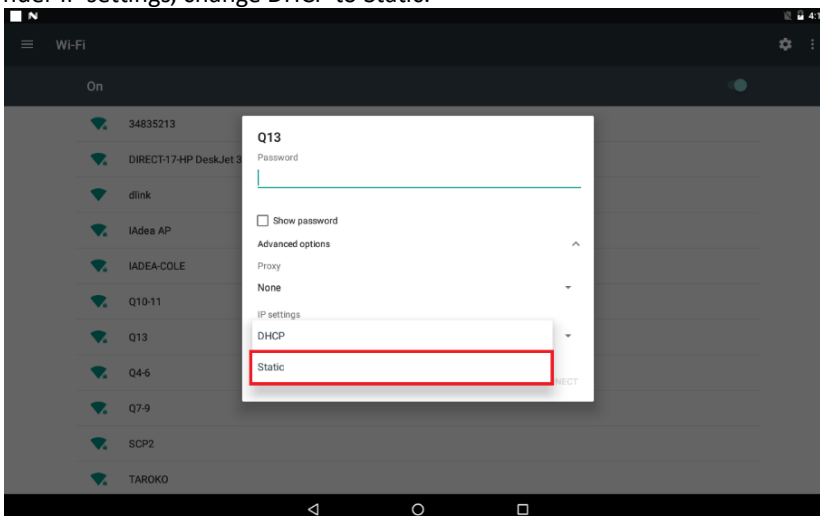 nder IP settings, change DHCP to Static.
4:1
Wi-Fi
On
34835213
DIRECT-17-HP DeskJet 3
dlink
IAdea AP
IADEA-COLE
Q10-11
Q13
Q4-6
Q7-9
SCP2
TAROKO
Q13
Password
Show password
Advanced options
Proxy
None
IP settings
DHCP
Static
NECT